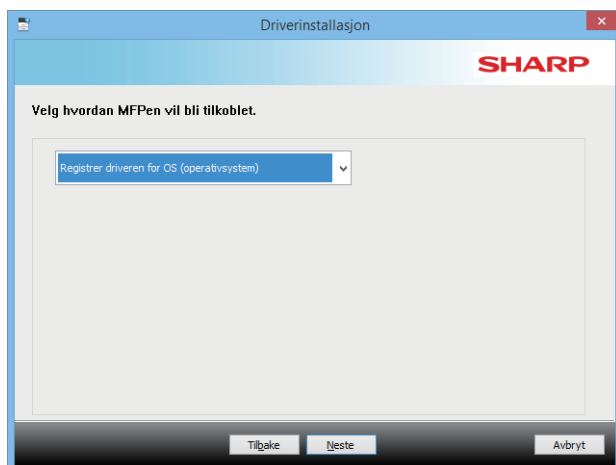 Driverinstallasjon
SHARP
Velg hvordan MFPen vil bli tilkoblet.
Registrer driveren for OS (operativsystem)
Tilbake
Neste
Avbryt